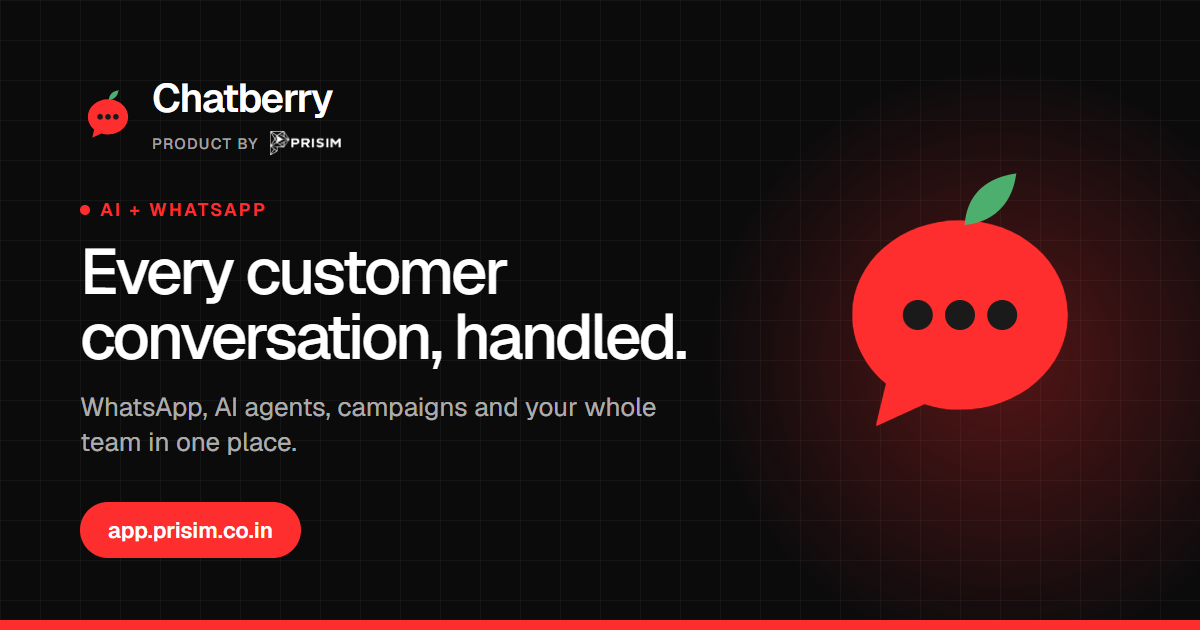 Chatberry
PRODUCT BY PRISIM
AI + WHATSAPP
Every customer
conversation, handled.
WhatsApp, AI agents, campaigns and your whole
team in one place.
app.prisim.co.in